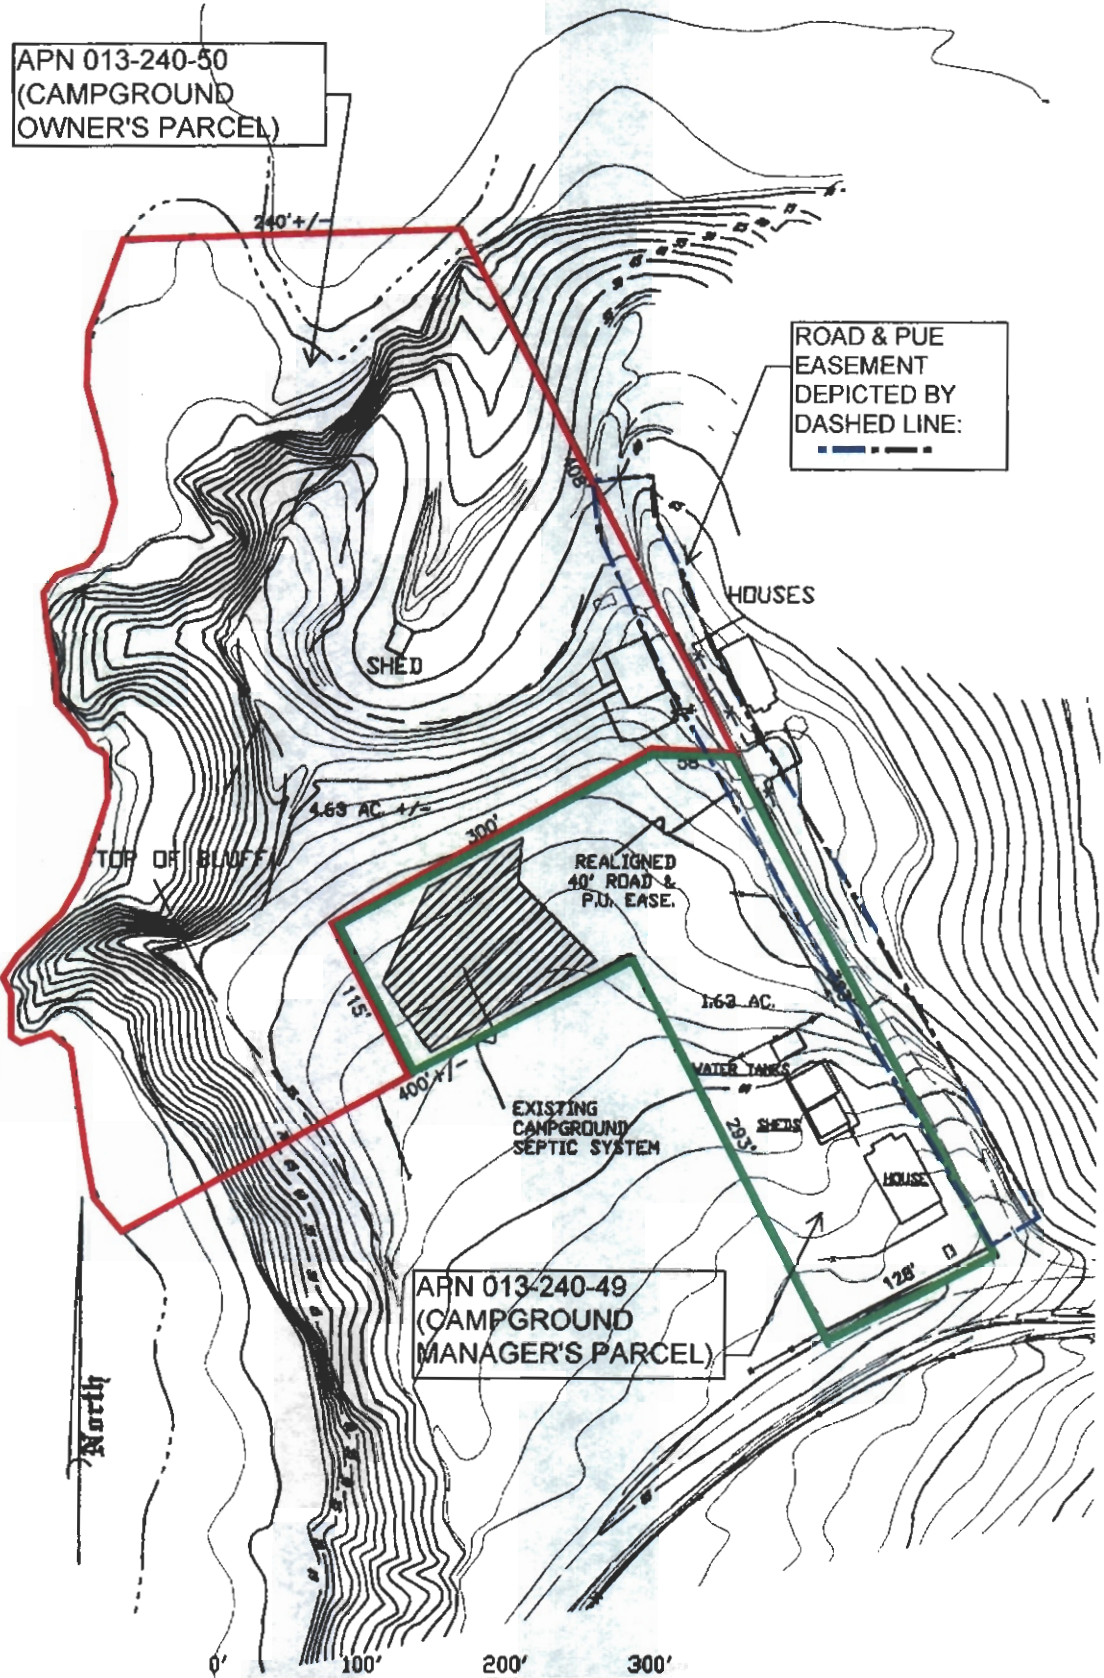 APN 013-240-50
(CAMPGROUND
OWNER'S PARCEL)
240'+/-
ROAD & PUE
EASEMENT
DEPICTED BY
DASHED LINE:
HOUSES
SHED
58'
4.63 AC. +/-
300'
TOP OF BLUFF
REALIGNED
40' ROAD &
P.U. EASE.
115'
1.63 AC.
WATER TANKS
400'+/-
EXISTING
CAMPGROUND
SEPTIC SYSTEM
SHEDS
293'
HOUSE
128'
APN 013-240-49
(CAMPGROUND
MANAGER'S PARCEL)
North
0' 100' 200' 300'